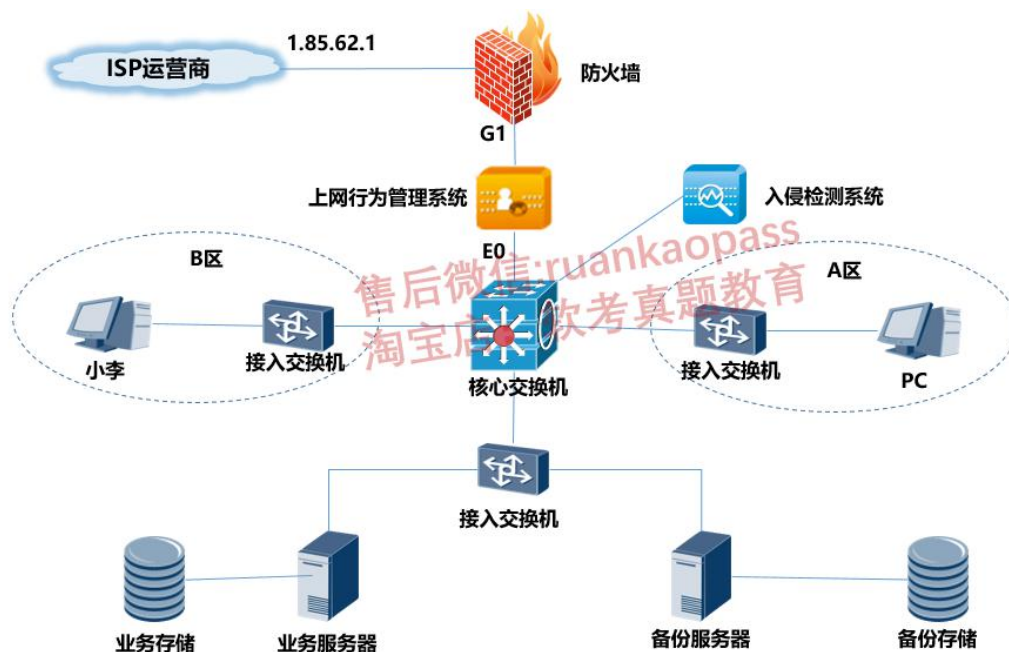 1.85.62.1
ISP运营商
防火墙
G1
上网行为管理系统
入侵检测系统
E0
B区
A区
售后微信:ruankaopass
淘宝店 软考真题教育
小李
接入交换机
核心交换机
接入交换机
PC
接入交换机
业务存储
业务服务器
备份服务器
备份存储